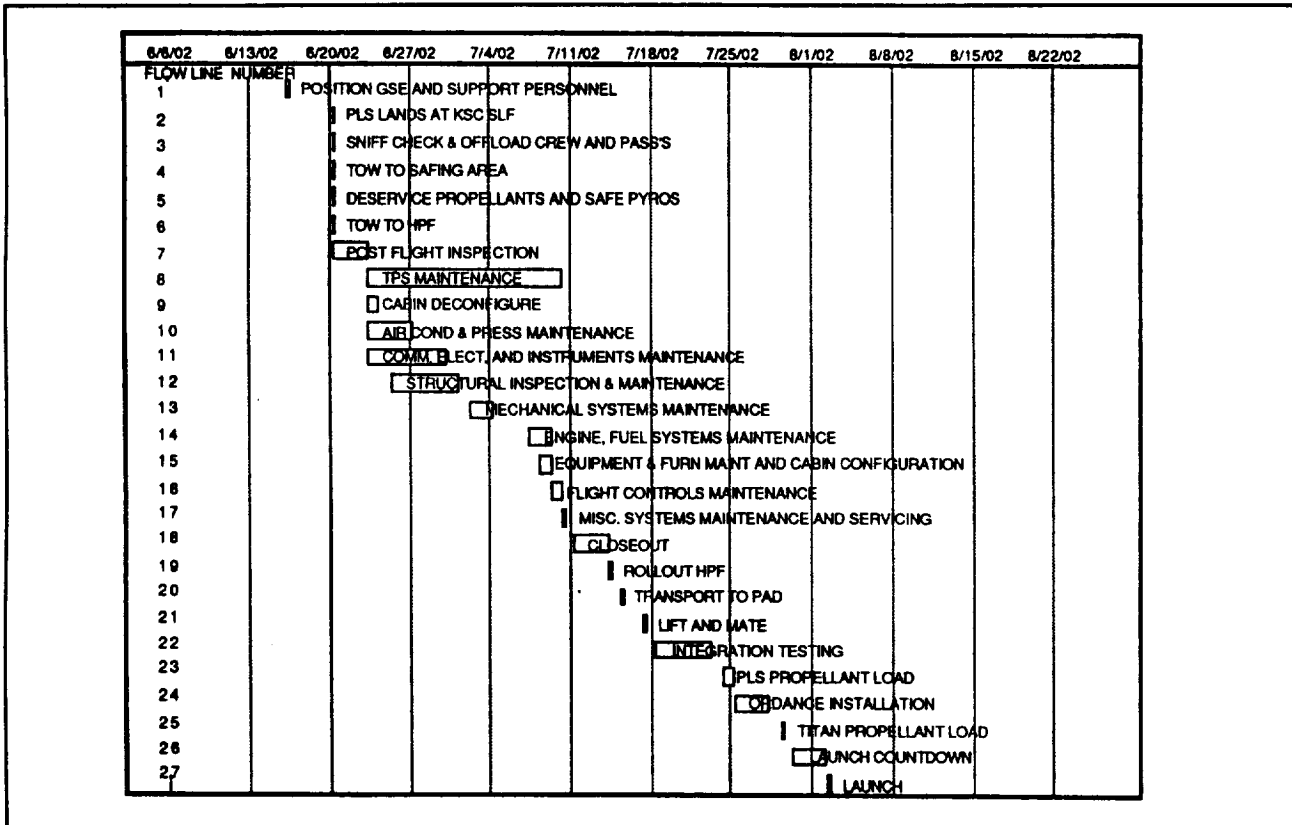 6/6/02 6/13/02 6/20/02 6/27/02 7/4/02 7/11/02 7/18/02 7/25/02 8/1/02 8/8/02 8/15/02 8/22/02
FLOW LINE NUMBER
1 POSITION GSE AND SUPPORT PERSONNEL
2 PLS LANDS AT KSC SLF
3 SNIFF CHECK & OFFLOAD CREW AND PASS'S
4 TOW TO SAFING AREA
5 DESERVICE PROPELLANTS AND SAFE PYROS
6 TOW TO HPF
7 POST FLIGHT INSPECTION
8 TPS MAINTENANCE
9 CABIN DECONFIGURE
10 AIR COND & PRESS MAINTENANCE
11 COMM. ELECT, AND INSTRUMENTS MAINTENANCE
12 STRUCTURAL INSPECTION & MAINTENANCE
13 MECHANICAL SYSTEMS MAINTENANCE
14 ENGINE, FUEL SYSTEMS MAINTENANCE
15 EQUIPMENT & FURN MAINT AND CABIN CONFIGURATION
16 FLIGHT CONTROLS MAINTENANCE
17 MISC. SYSTEMS MAINTENANCE AND SERVICING
18 CLOSEOUT
19 ROLLOUT HPF
20 TRANSPORT TO PAD
21 LIFT AND MATE
22 INTEGRATION TESTING
23 PLS PROPELLANT LOAD
24 ORDANCE INSTALLATION
25 TITAN PROPELLANT LOAD
26 LAUNCH COUNTDOWN
27 LAUNCH